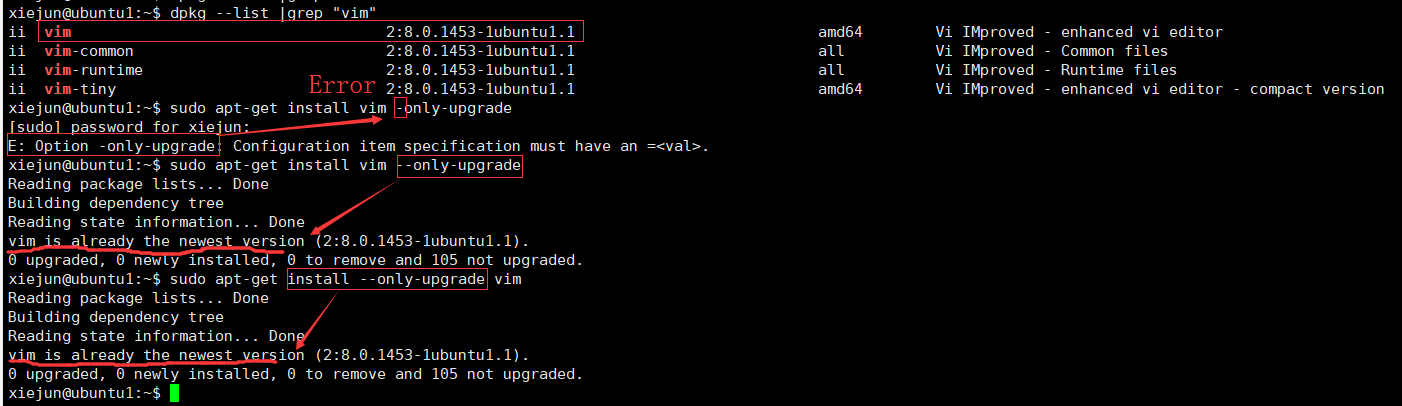 xiejun@ubuntu1:~$ dpkg --list |grep "vim"
ii  vim                                  2:8.0.1453-1ubuntu1.1                           amd64        Vi IMproved - enhanced vi editor
ii  vim-common                           2:8.0.1453-1ubuntu1.1                           all          Vi IMproved - Common files
ii  vim-runtime                          2:8.0.1453-1ubuntu1.1                           all          Vi IMproved - Runtime files
ii  vim-tiny                             2:8.0.1453-1ubuntu1.1                           amd64        Vi IMproved - enhanced vi editor - compact version
Error
xiejun@ubuntu1:~$ sudo apt-get install vim -only-upgrade
[sudo] password for xiejun:
E: Option -only-upgrade: Configuration item specification must have an =<val>.
xiejun@ubuntu1:~$ sudo apt-get install vim --only-upgrade
Reading package lists... Done
Building dependency tree
Reading state information... Done
vim is already the newest version (2:8.0.1453-1ubuntu1.1).
0 upgraded, 0 newly installed, 0 to remove and 105 not upgraded.
xiejun@ubuntu1:~$ sudo apt-get install --only-upgrade vim
Reading package lists... Done
Building dependency tree
Reading state information... Done
vim is already the newest version (2:8.0.1453-1ubuntu1.1).
0 upgraded, 0 newly installed, 0 to remove and 105 not upgraded.
xiejun@ubuntu1:~$